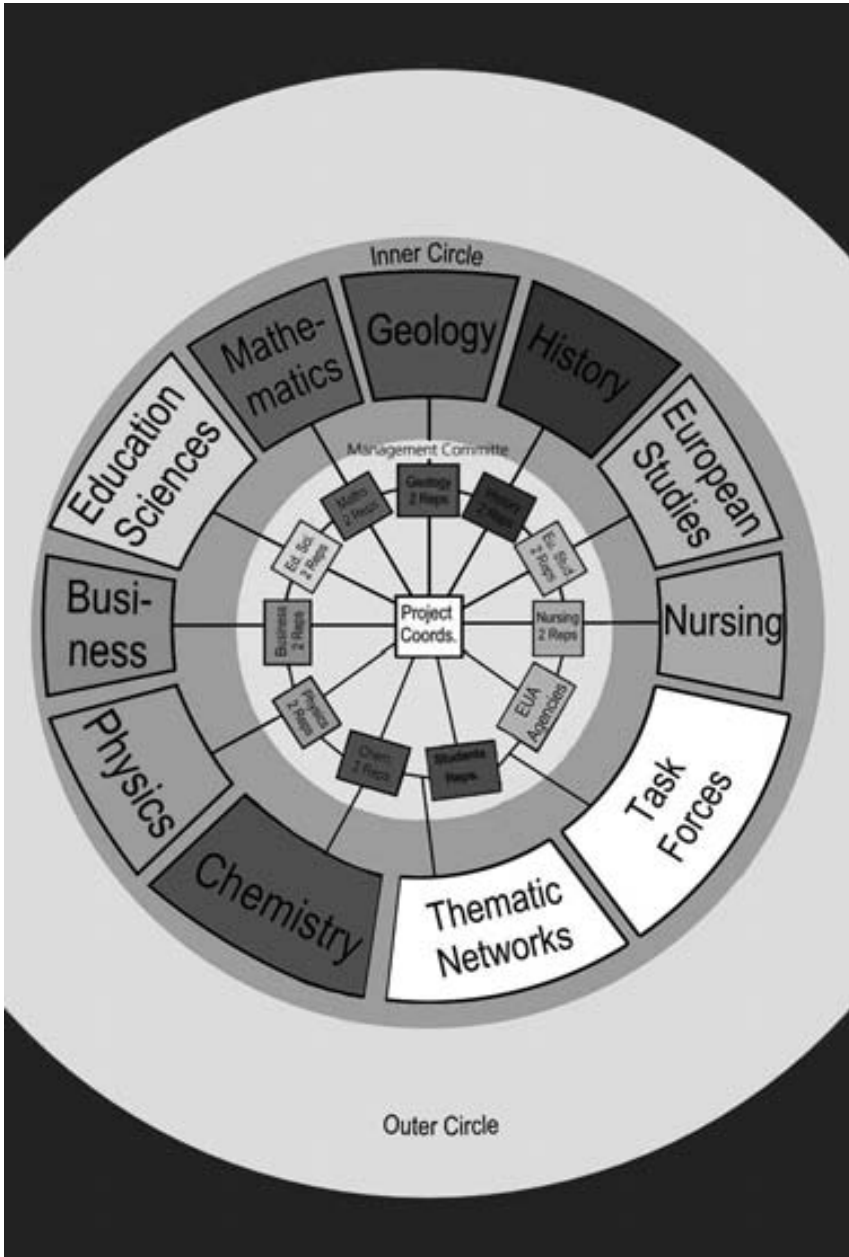 Inner Circle
Mathe-
matics
Geology
History
European
Studies
Nursing
Task
Forces
Thematic
Networks
Chemistry
Physics
Busi-
ness
Education
Sciences
Management Committe
Maths
2 Reps
Geology
2 Reps
History
2 Reps
Eu. Stud.
2 Reps
Nursing
2 Reps
EUA
Agencies
Students
Reps.
Chem.
2 Reps
Physics
2 Reps
Business
2 Reps
Ed. Sci.
2 Reps
Project
Coords.
Outer Circle